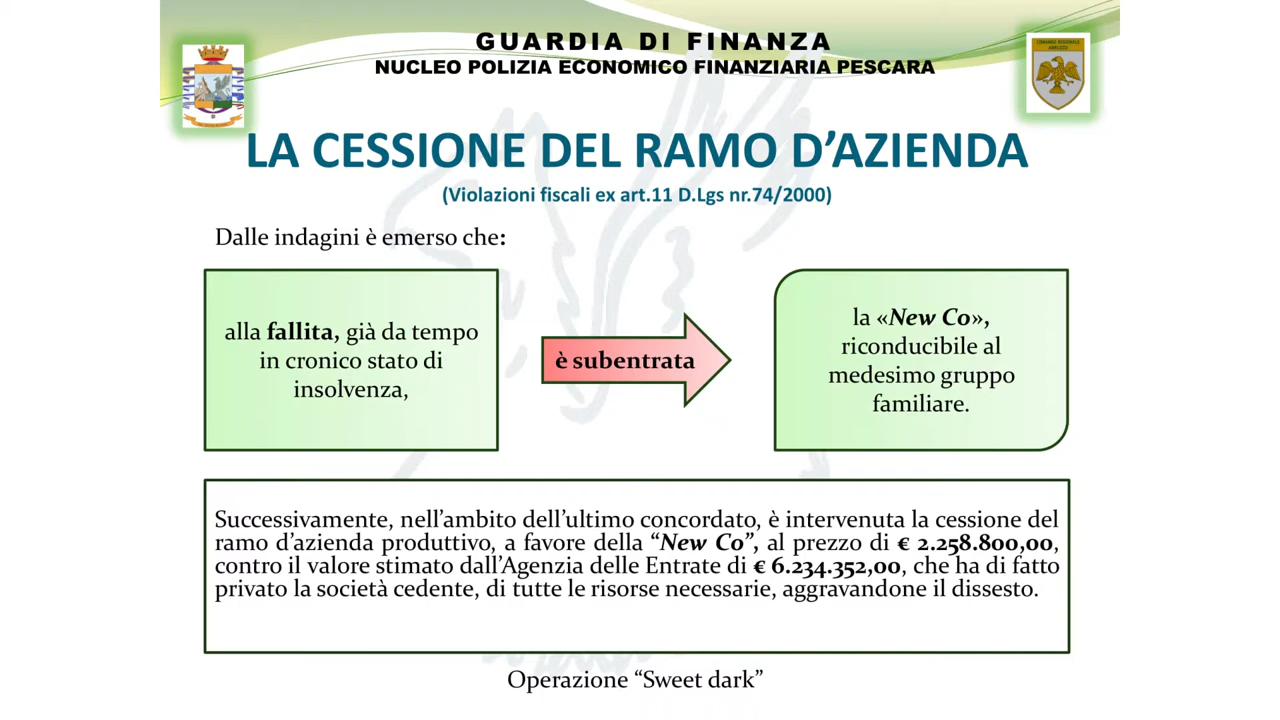 GUARDIA DI FINANZA
NUCLEO POLIZIA ECONOMICO FINANZIARIA PESCARA
COMANDO REGIONALE
ABRUZZO
LA CESSIONE DEL RAMO D’AZIENDA
(Violazioni fiscali ex art.11 D.Lgs nr.74/2000)
Dalle indagini è emerso che:
alla fallita, già da tempo
in cronico stato di
insolvenza,
è subentrata
la «New Co»,
riconducibile al
medesimo gruppo
familiare.
Successivamente, nell’ambito dell’ultimo concordato, è intervenuta la cessione del
ramo d’azienda produttivo, a favore della “New Co”, al prezzo di € 2.258.800,00,
contro il valore stimato dall’Agenzia delle Entrate di € 6.234.352,00, che ha di fatto
privato la società cedente, di tutte le risorse necessarie, aggravandone il dissesto.
Operazione “Sweet dark”